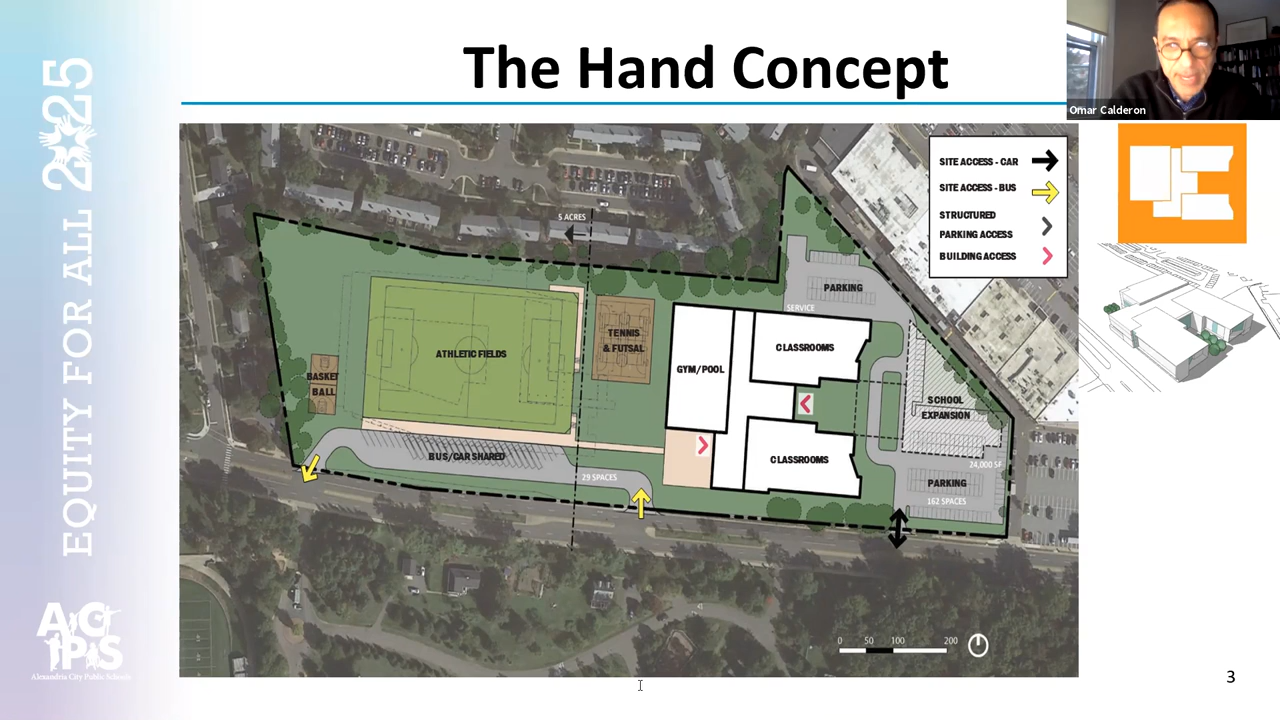 The Hand Concept
Omar Calderon
EQUITY FOR ALL 2025
SITE ACCESS - CAR
SITE ACCESS - BUS
STRUCTURED
PARKING ACCESS
BUILDING ACCESS
5 ACRES
PARKING
SERVICE
TENNIS
& FUTSAL
CLASSROOMS
ATHLETIC FIELDS
GYM/POOL
BASKET
BALL
SCHOOL
EXPANSION
BUS/CAR SHARED
CLASSROOMS
24,000 SF
29 SPACES
PARKING
162 SPACES
0 50 100 200
ACPS
Alexandria City Public Schools
3